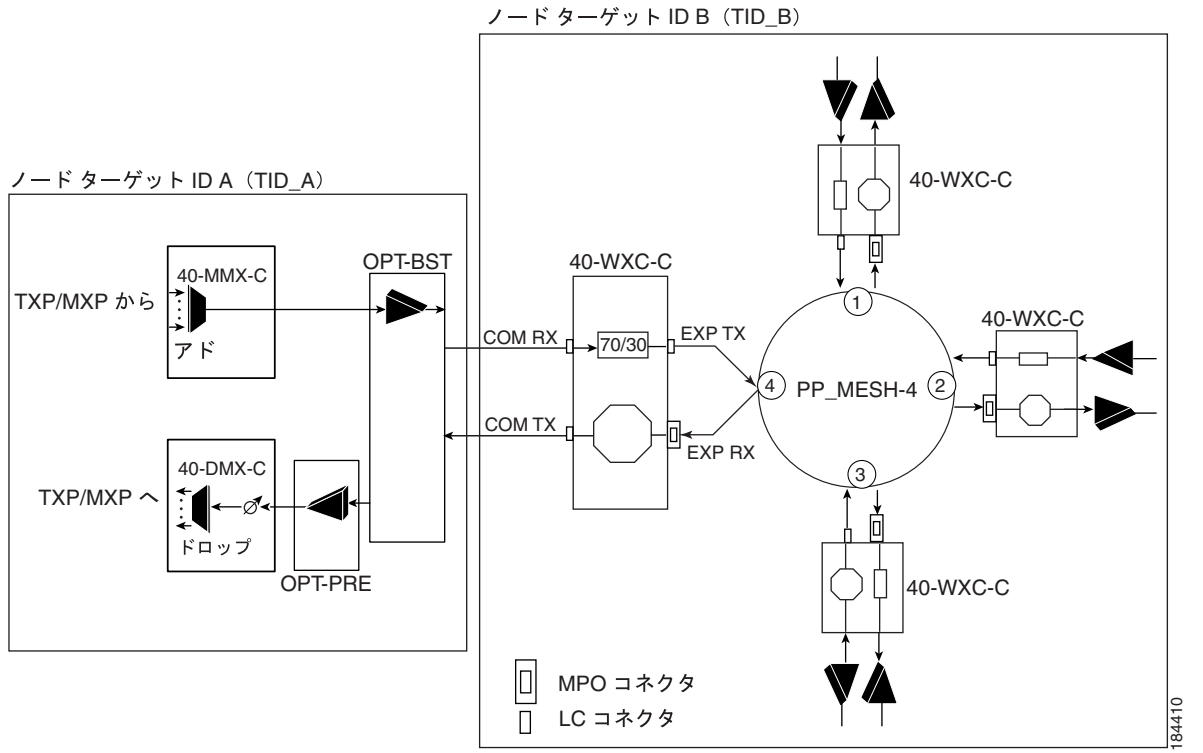 ノード ターゲット ID B（TID_B）
ノード ターゲット ID A（TID_A）
40-WXC-C
40-MMX-C
TXP/MXP から
アド
OPT-BST
40-WXC-C
COM RX
70/30
EXP TX
40-WXC-C
1
4
PP_MESH-4
2
3
COM TX
EXP RX
40-DMX-C
TXP/MXP へ
ドロップ
OPT-PRE
40-WXC-C
MPO コネクタ
LC コネクタ
184410